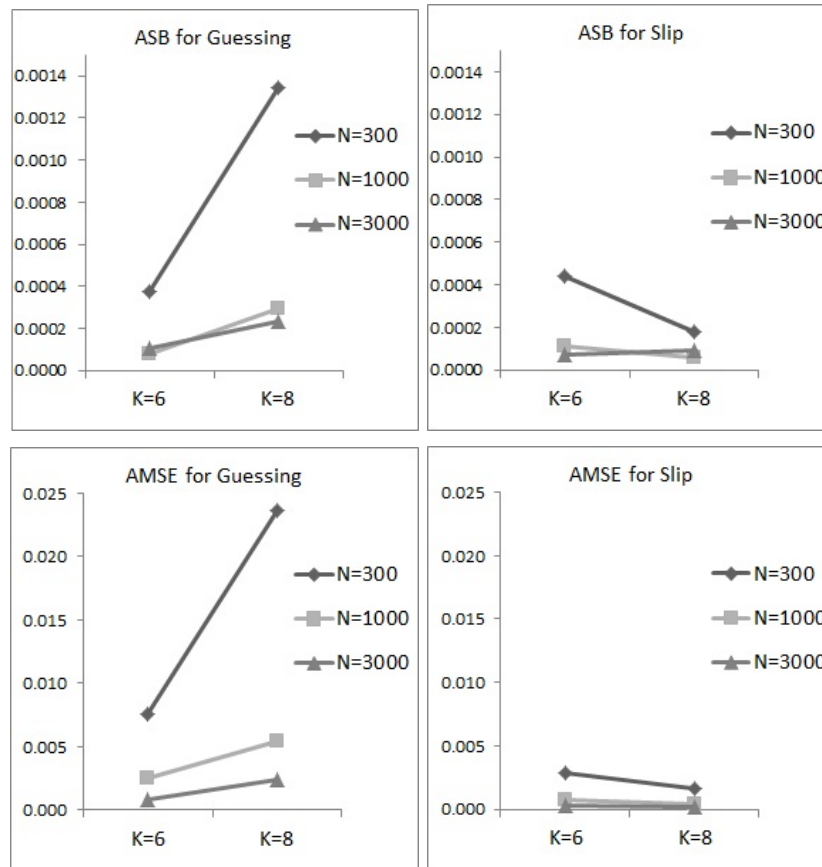 ASB for Guessing
0.0014
0.0012
0.0010
0.0008
0.0006
0.0004
0.0002
0.0000
N=300
N=1000
N=3000
K=6 K=8
ASB for Slip
0.0014
0.0012
0.0010
0.0008
0.0006
0.0004
0.0002
0.0000
N=300
N=1000
N=3000
K=6 K=8
AMSE for Guessing
0.025
0.020
0.015
0.010
0.005
0.000
N=300
N=1000
N=3000
K=6 K=8
AMSE for Slip
0.025
0.020
0.015
0.010
0.005
0.000
N=300
N=1000
N=3000
K=6 K=8